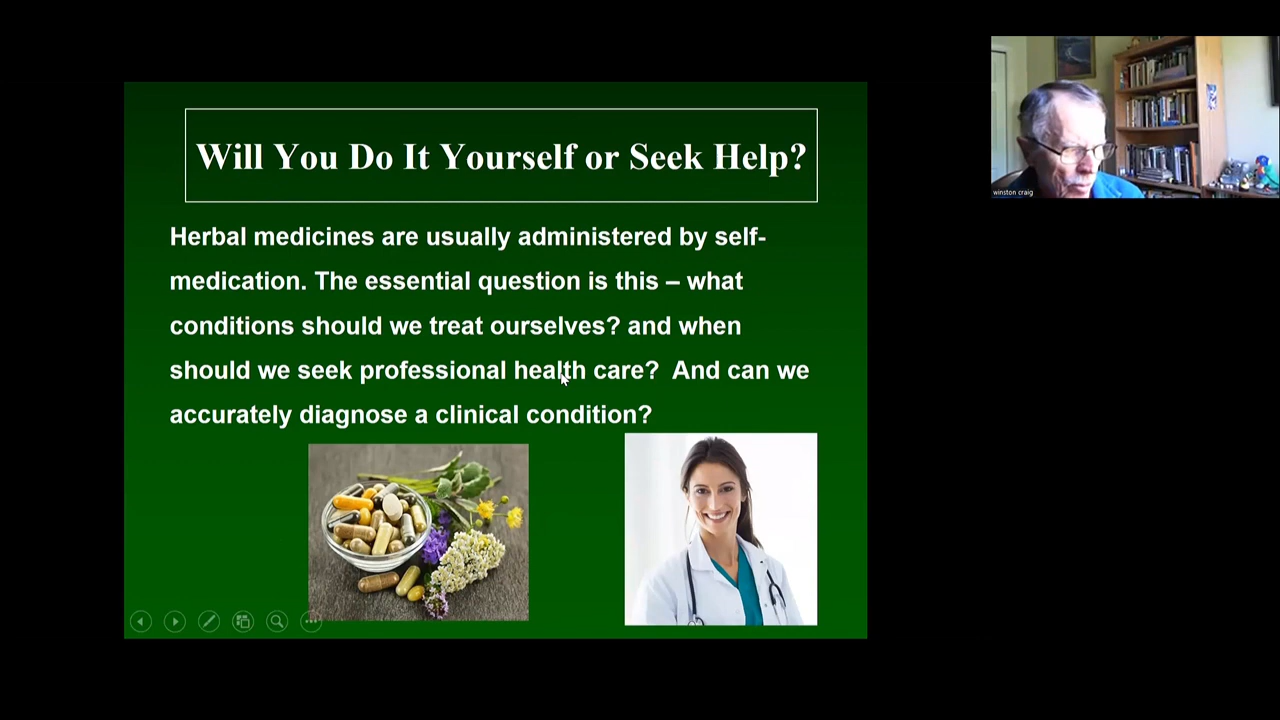 Will You Do It Yourself or Seek Help?
Herbal medicines are usually administered by self-
medication. The essential question is this – what
conditions should we treat ourselves? and when
should we seek professional health care?  And can we
accurately diagnose a clinical condition?
winston craig